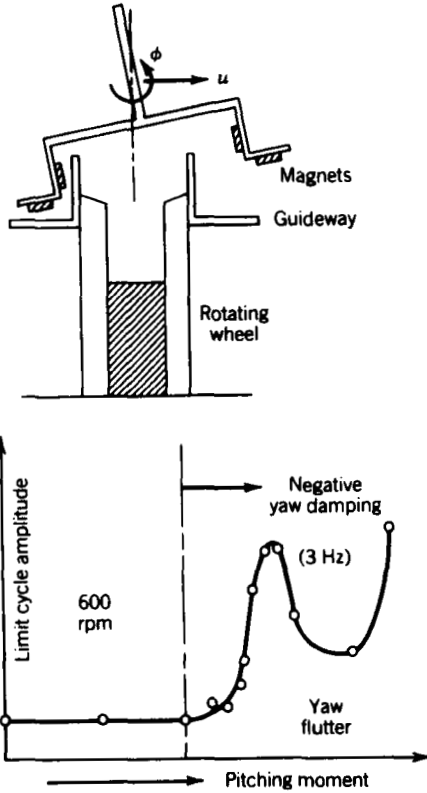 ϕ
u
Magnets
Guideway
Rotating
wheel
Limit cycle amplitude
Negative
yaw damping
(3 Hz)
600
rpm
Yaw
flutter
Pitching moment